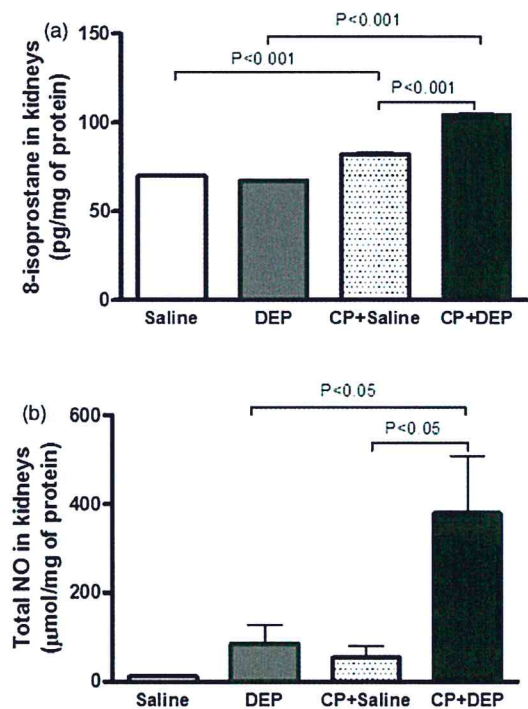 (a)
150
100
50
0
8-isoprostane in kidneys
(pg/mg of protein)
P<0.001
P<0.001
P<0.001
Saline DEP CP+Saline CP+DEP
(b)
600
400
200
0
Total NO in kidneys
(µmol/mg of protein)
P<0.05
P<0.05
Saline DEP CP+Saline CP+DEP